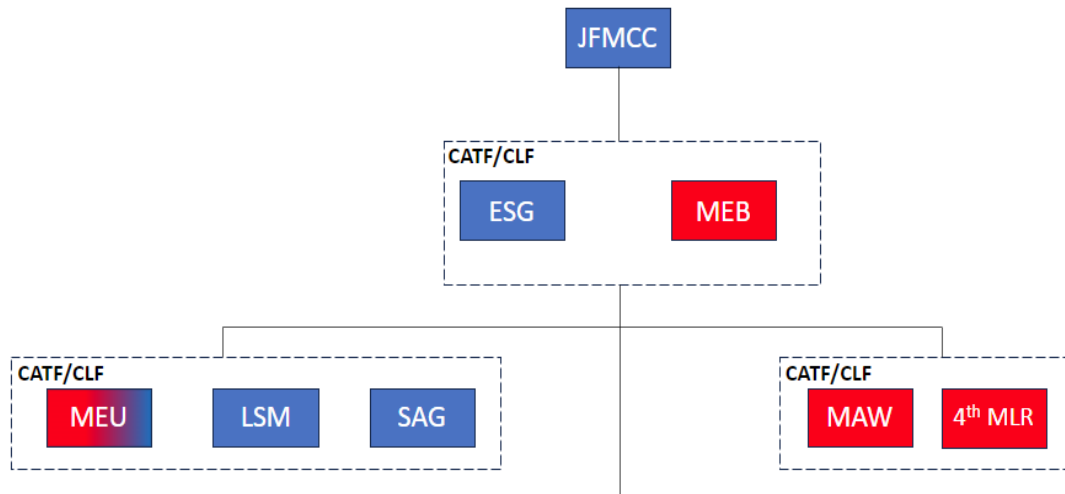 JFMCC
CATF/CLF
ESG
MEB
CATF/CLF
MEU
LSM
SAG
CATF/CLF
MAW
4th MLR